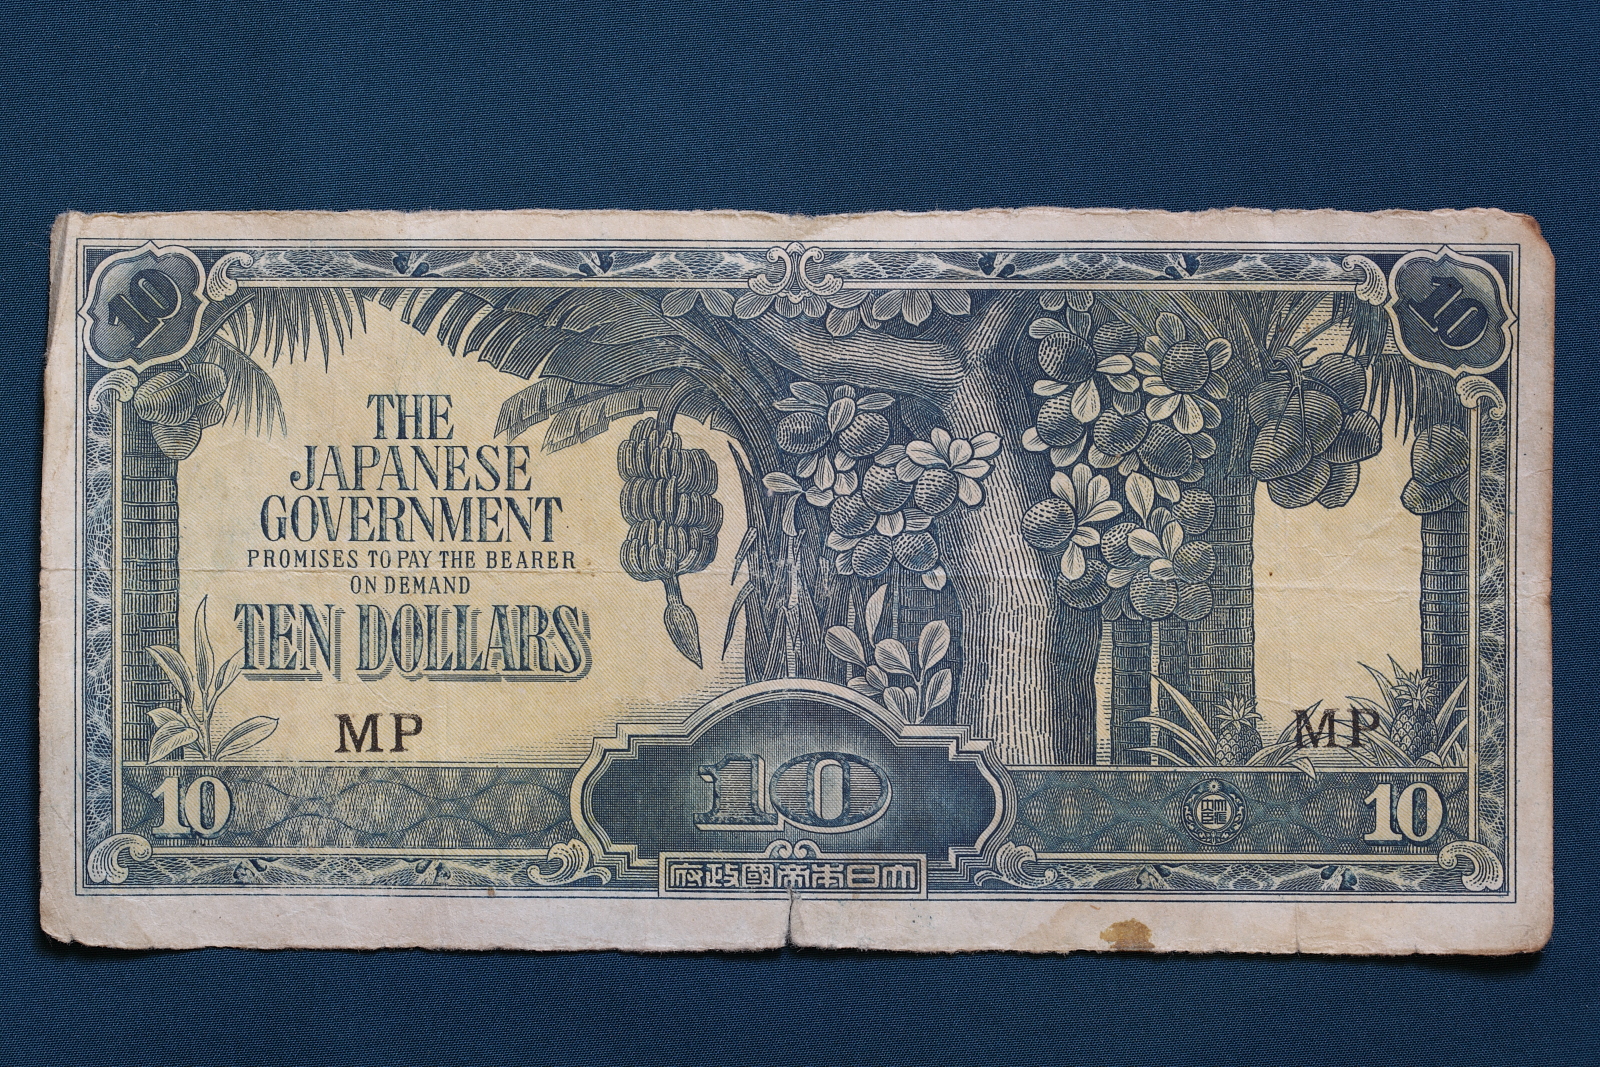 10
10
THE
JAPANESE
GOVERNMENT
PROMISES TO PAY THE BEARER
ON DEMAND
TEN DOLLARS
MP
MP
10
10
10
府政國帝本日大